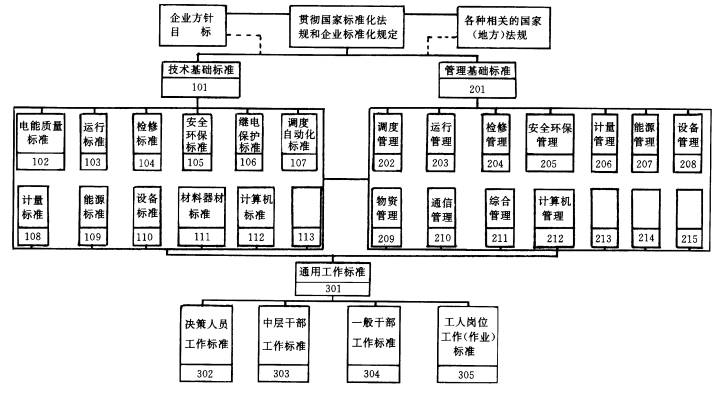 企业方针
目 标
贯彻国家标准化法
规和企业标准化规定
各种相关的国家
(地方)法规
技术基础标准
101
管理基础标准
201
电能质量
标准
102
运行
标准
103
检修
标准
104
安全
环保
标准
105
继电
保护
标准
106
调度
自动化
标准
107
计量
标准
108
能源
标准
109
设备
标准
110
材料器材
标准
111
计算机
标准
112
113
调度
管理
202
运行
管理
203
检修
管理
204
安全环保
管理
205
计量
管理
206
能源
管理
207
设备
管理
208
物资
管理
209
通信
管理
210
综合
管理
211
计算机
管理
212
213
214
215
通用工作标准
301
决策人员
工作标准
302
中层干部
工作标准
303
一般干部
工作标准
304
工人岗位
工作(作业)
标准
305